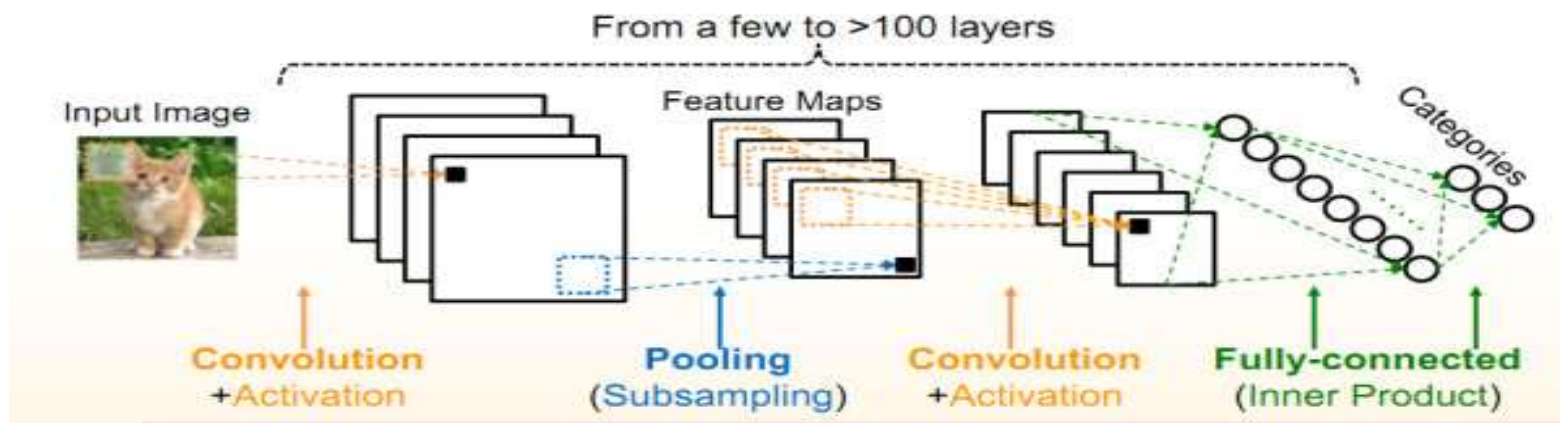 From a few to >100 layers
Input Image
Feature Maps
Categories
Convolution
+Activation
Pooling
(Subsampling)
Convolution
+Activation
Fully-connected
(Inner Product)